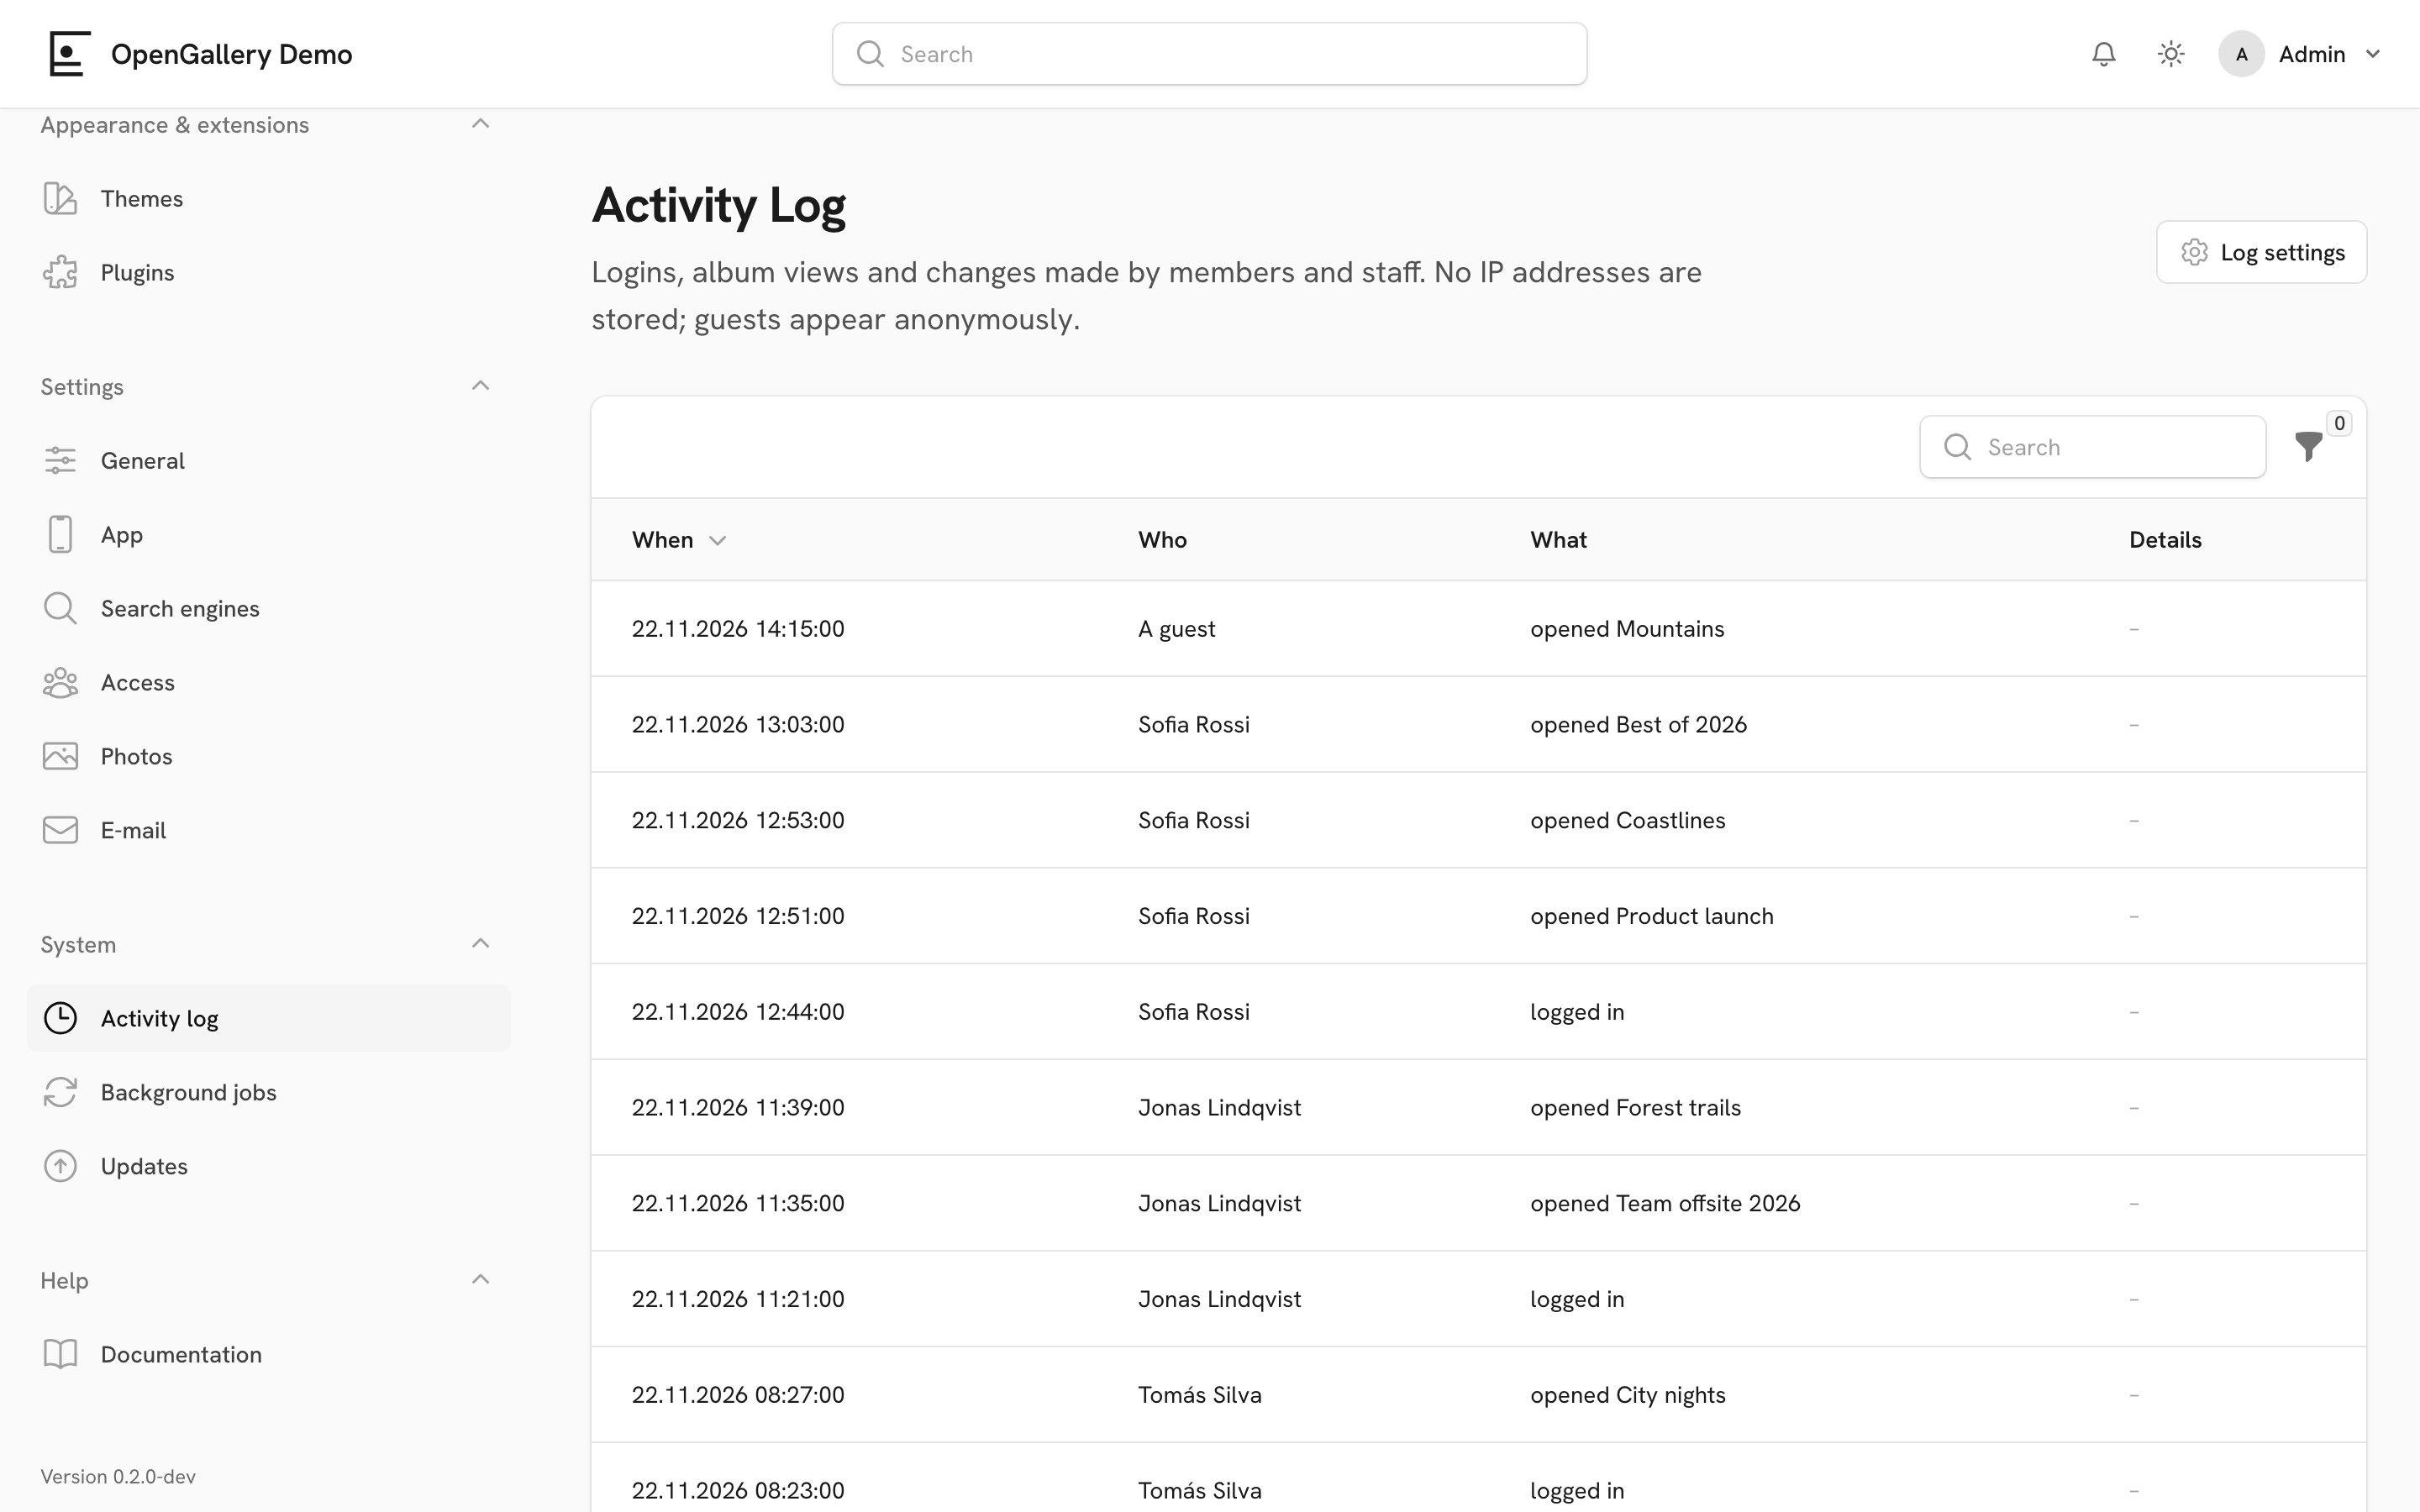 OpenGallery Demo
Search
A
Admin
Appearance & extensions
Themes
Plugins
Settings
General
App
Search engines
Access
Photos
E-mail
System
Activity log
Background jobs
Updates
Help
Documentation
Version 0.2.0-dev
Activity Log
Logins, album views and changes made by members and staff. No IP addresses are
stored; guests appear anonymously.
Log settings
Search
0
When Who What Details
22.11.2026 14:15:00 A guest opened Mountains –
22.11.2026 13:03:00 Sofia Rossi opened Best of 2026 –
22.11.2026 12:53:00 Sofia Rossi opened Coastlines –
22.11.2026 12:51:00 Sofia Rossi opened Product launch –
22.11.2026 12:44:00 Sofia Rossi logged in –
22.11.2026 11:39:00 Jonas Lindqvist opened Forest trails –
22.11.2026 11:35:00 Jonas Lindqvist opened Team offsite 2026 –
22.11.2026 11:21:00 Jonas Lindqvist logged in –
22.11.2026 08:27:00 Tomás Silva opened City nights –
22.11.2026 08:23:00 Tomás Silva logged in –